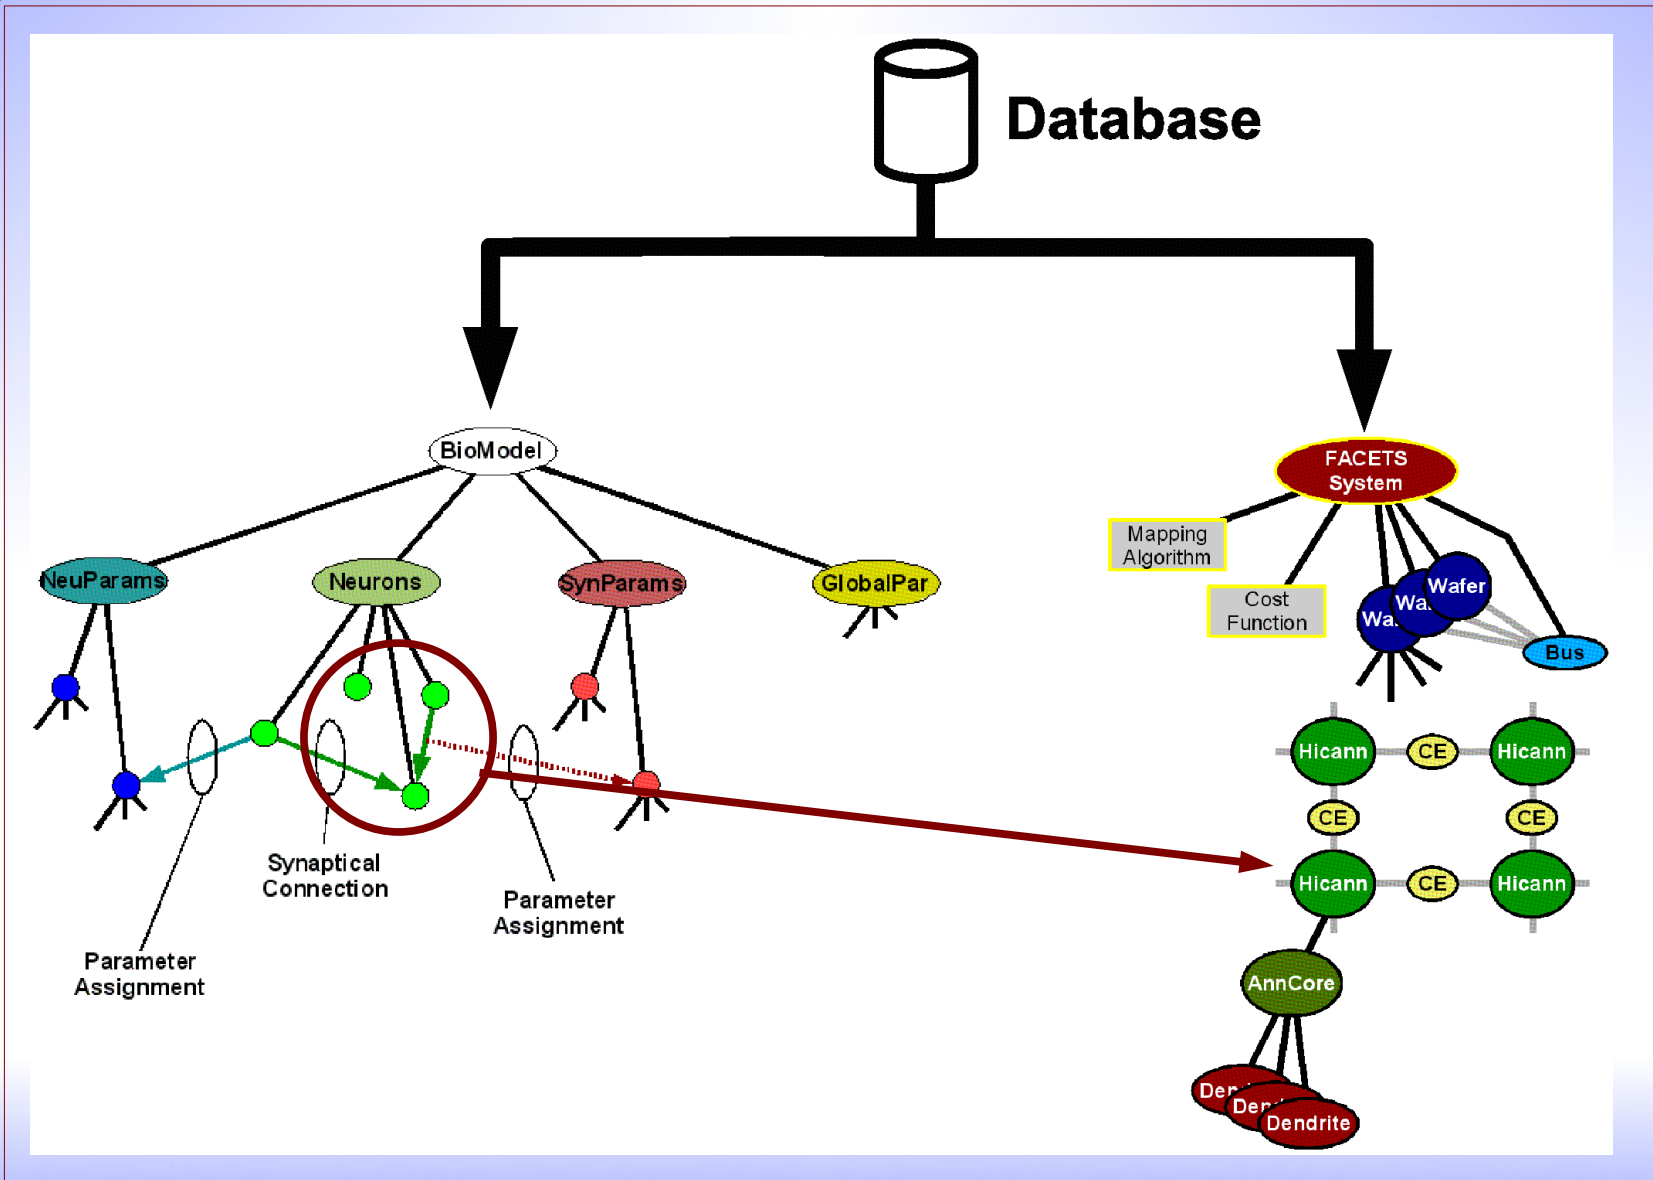 Database
BioModel
FACETS
System
Mapping
Algorithm
Cost
Function
Wafer
Bus
NeuParams
Neurons
SynParams
GlobalPar
Hicann
CE
Hicann
CE
CE
Hicann
CE
Hicann
Synaptical
Connection
Parameter
Assignment
Parameter
Assignment
AnnCore
Dendrite